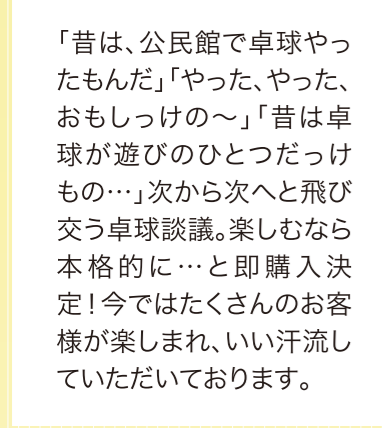 「昔は、公民館で卓球やっ
たもんだ」「やった、やった、
おもしっけの～」「昔は卓
球が遊びのひとつだっけ
もの…」次から次へと飛び
交う卓球談議。楽しむなら
本格的に…と即購入決
定！今ではたくさんのお客
様が楽しまれ、いい汗流し
ていただいております。